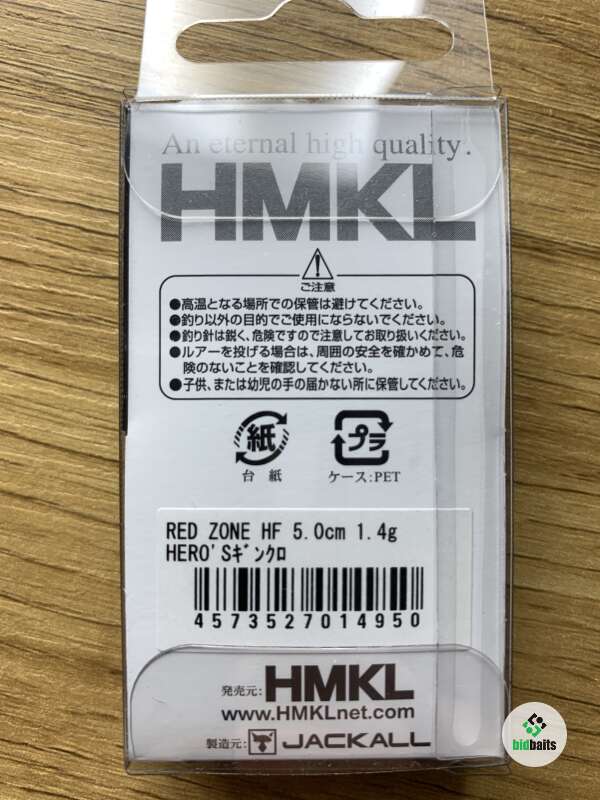 An eternal high quality.
HMKL
ご注意
●高温となる場所での保管は避けてください。
●釣り以外の目的でご使用にならないでください。
●釣り針は鋭く、危険ですので注意してお取り扱いください。
●ルアーを投げる場合は、周囲の安全を確かめて、危
険のないことを確認してください。
●子供、または幼児の手の届かない所に保管してください。
紙 プラ
台 紙 ケース:PET
RED ZONE HF 5.0cm 1.4g
HERO'Sギンクロ
4573527014950
発売元: HMKL
www.HMKLnet.com
製造元: JACKALL
bidbaits